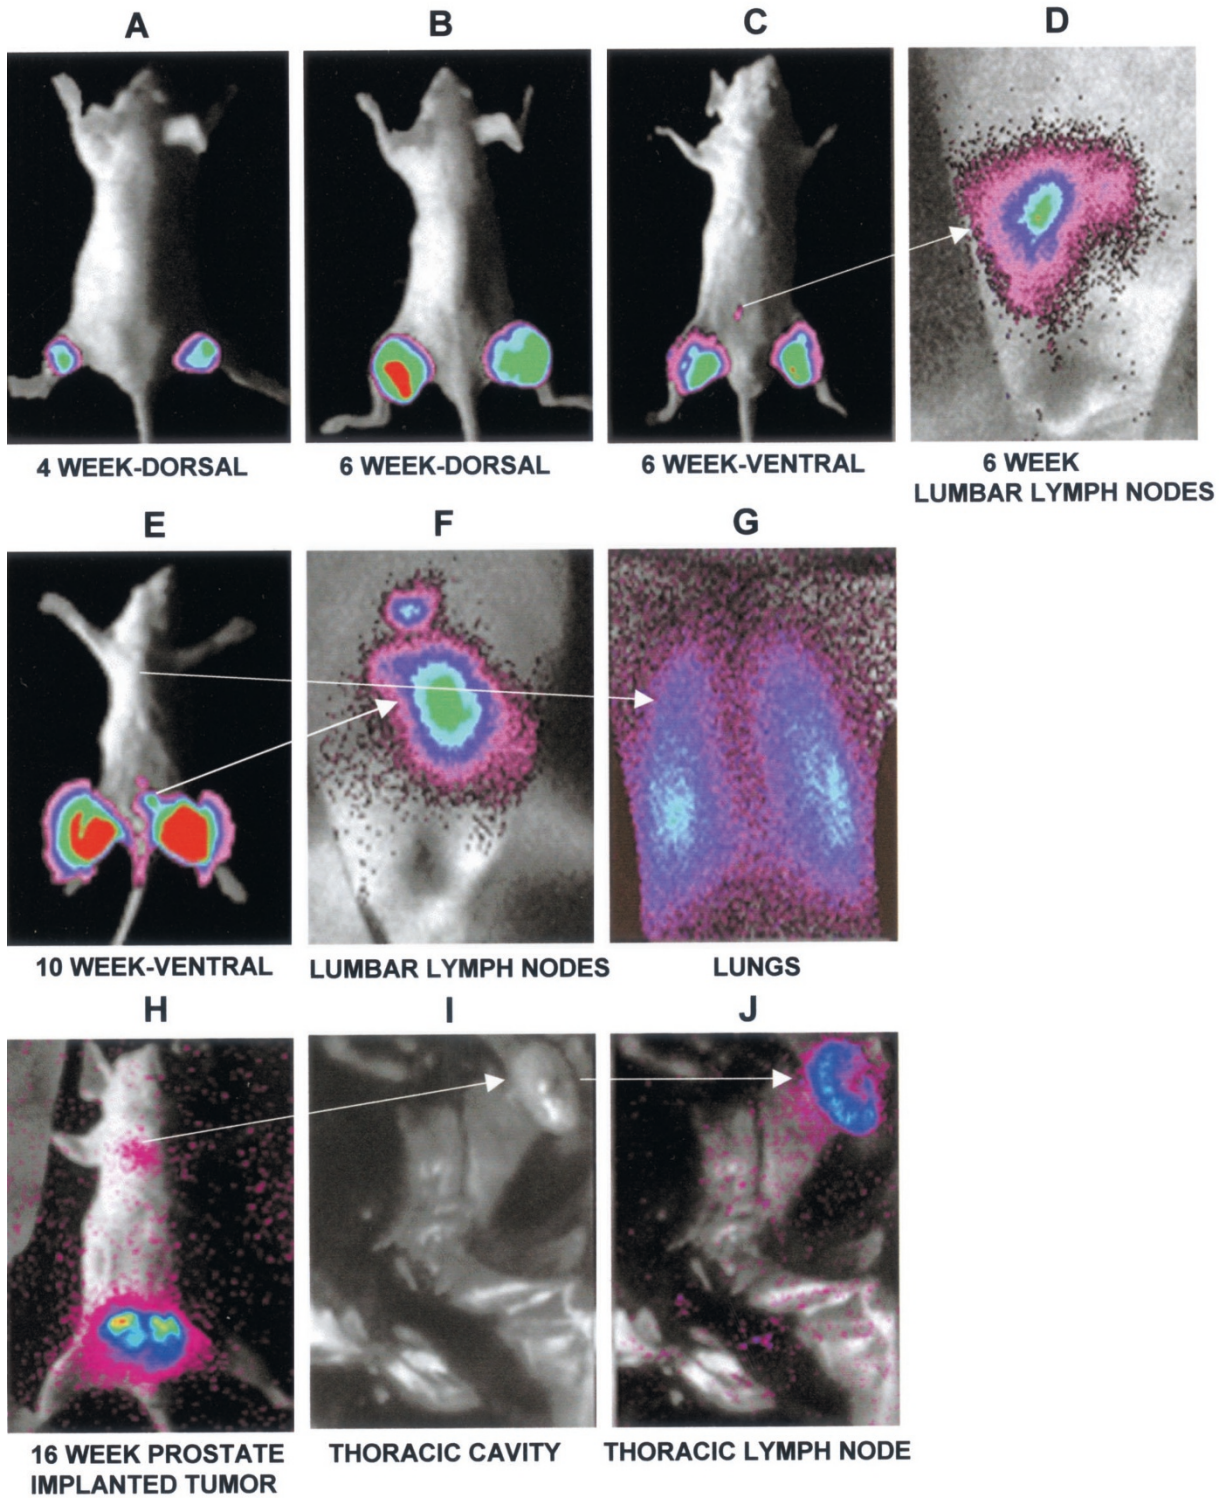 A B C D
4 WEEK-DORSAL 6 WEEK-DORSAL 6 WEEK-VENTRAL 6 WEEK
LUMBAR LYMPH NODES
E F G
10 WEEK-VENTRAL LUMBAR LYMPH NODES LUNGS
H I J
16 WEEK PROSTATE THORACIC CAVITY THORACIC LYMPH NODE
IMPLANTED TUMOR